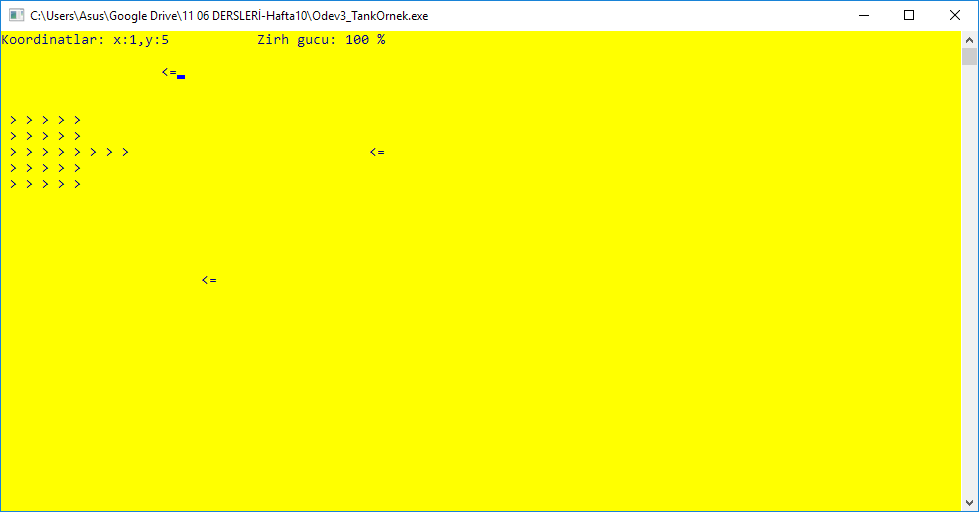 C:\Users\Asus\Google Drive\11 06 DERSLERİ-Hafta10\Odev3_TankOrnek.exe
Koordinatlar: x:1,y:5           Zirh gucu: 100 %
<=
> > > > >
> > > > >
> > > > > > > >                              <=
> > > > >
> > > > >
<=